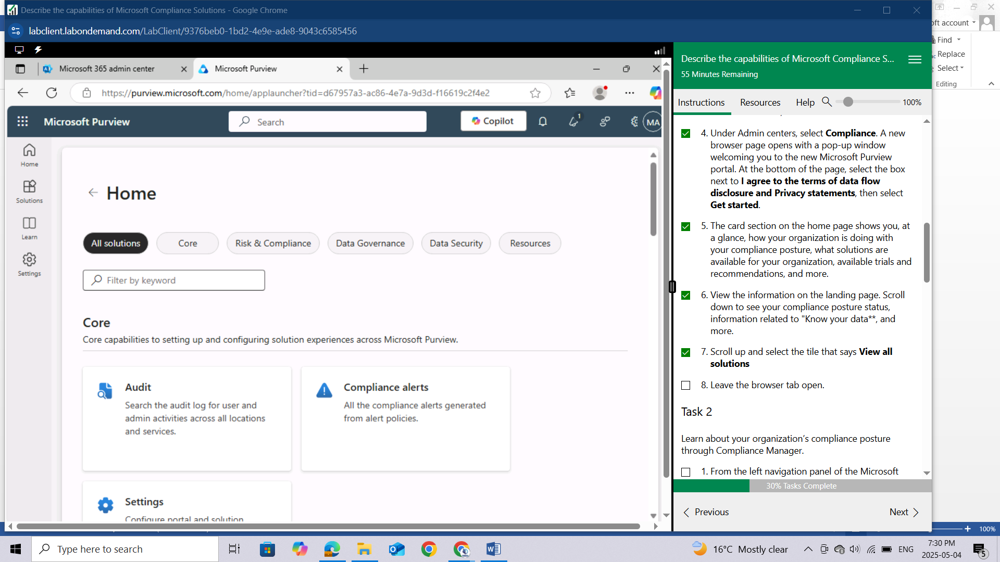 Describe the capabilities of Microsoft Compliance Solutions - Google Chrome
labclient.labondemand.com/LabClient/9376beb0-1bd2-4e9e-ade8-9043c6585456
Microsoft 365 admin center
Microsoft Purview
https://purview.microsoft.com/home/applauncher?tid=d67957a3-ac86-4e7a-9d3d-f16619c2f4e2
Microsoft Purview
Search
Copilot
1
MA
Home
Solutions
Learn
Settings
Home
All solutions
Core
Risk & Compliance
Data Governance
Data Security
Resources
Filter by keyword
Core
Core capabilities to setting up and configuring solution experiences across Microsoft Purview.
Audit
Search the audit log for user and
admin activities across all locations
and services.
Compliance alerts
All the compliance alerts generated
from alert policies.
Settings
Configure portal and solution
Describe the capabilities of Microsoft Compliance S...
55 Minutes Remaining
Instructions
Resources
Help
100%
4. Under Admin centers, select Compliance. A new
browser page opens with a pop-up window
welcoming you to the new Microsoft Purview
portal. At the bottom of the page, select the box
next to I agree to the terms of data flow
disclosure and Privacy statements, then select
Get started.
5. The card section on the home page shows you, at
a glance, how your organization is doing with
your compliance posture, what solutions are
available for your organization, available trials and
recommendations, and more.
6. View the information on the landing page. Scroll
down to see your compliance posture status,
information related to "Know your data**, and
more.
7. Scroll up and select the tile that says View all
solutions
8. Leave the browser tab open.
Task 2
Learn about your organization’s compliance posture
through Compliance Manager.
1. From the left navigation panel of the Microsoft
30% Tasks Complete
Previous
Next
oft account
Find
Replace
Select
Editing
100%
Type here to search
16°C Mostly clear
ENG
7:30 PM
2025-05-04
5